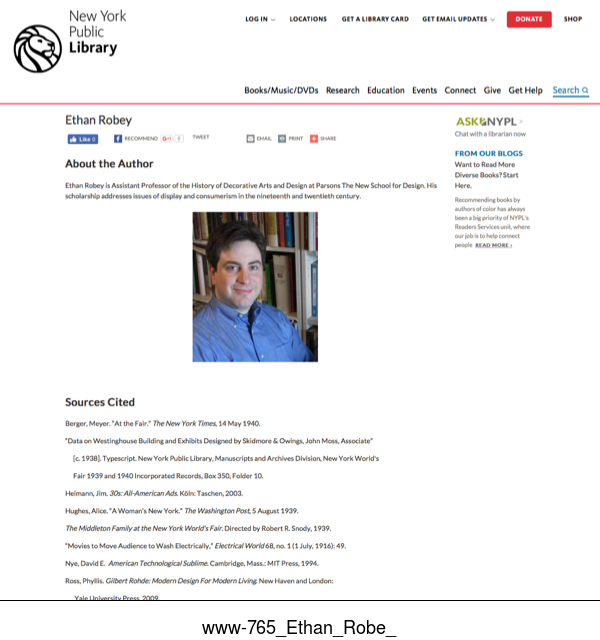 New York
Public
Library
LOG IN
LOCATIONS
GET A LIBRARY CARD
GET EMAIL UPDATES
DONATE
SHOP
Books/Music/DVDs Research Education Events Connect Give Get Help Search
Ethan Robey
Like 0
RECOMMEND
G+1
0
TWEET
EMAIL
PRINT
SHARE
About the Author
Ethan Robey is Assistant Professor of the History of Decorative Arts and Design at Parsons The New School for Design. His
scholarship addresses issues of display and consumerism in the nineteenth and twentieth century.
Sources Cited
Berger, Meyer. "At the Fair." The New York Times, 14 May 1940.
"Data on Westinghouse Building and Exhibits Designed by Skidmore & Owings, John Moss, Associate"
[c. 1938]. Typescript. New York Public Library, Manuscripts and Archives Division, New York World's
Fair 1939 and 1940 Incorporated Records, Box 350, Folder 10.
Heimann, Jim. 30s: All-American Ads. Köln: Taschen, 2003.
Hughes, Alice. "A Woman's New York." The Washington Post, 5 August 1939.
The Middleton Family at the New York World's Fair. Directed by Robert R. Snody, 1939.
"Movies to Move Audience to Wash Electrically," Electrical World 68, no. 1 (1 July, 1916): 49.
Nye, David E. American Technological Sublime. Cambridge, Mass.: MIT Press, 1994.
Ross, Phyllis. Gilbert Rohde: Modern Design For Modern Living. New Haven and London:
Yale University Press, 2009.
ASK NYPL >
Chat with a librarian now
FROM OUR BLOGS
Want to Read More
Diverse Books? Start
Here.
Recommending books by
authors of color has always
been a big priority of NYPL's
Readers Services unit, where
our job is to help connect
people READ MORE ›
www-765_Ethan_Robe_